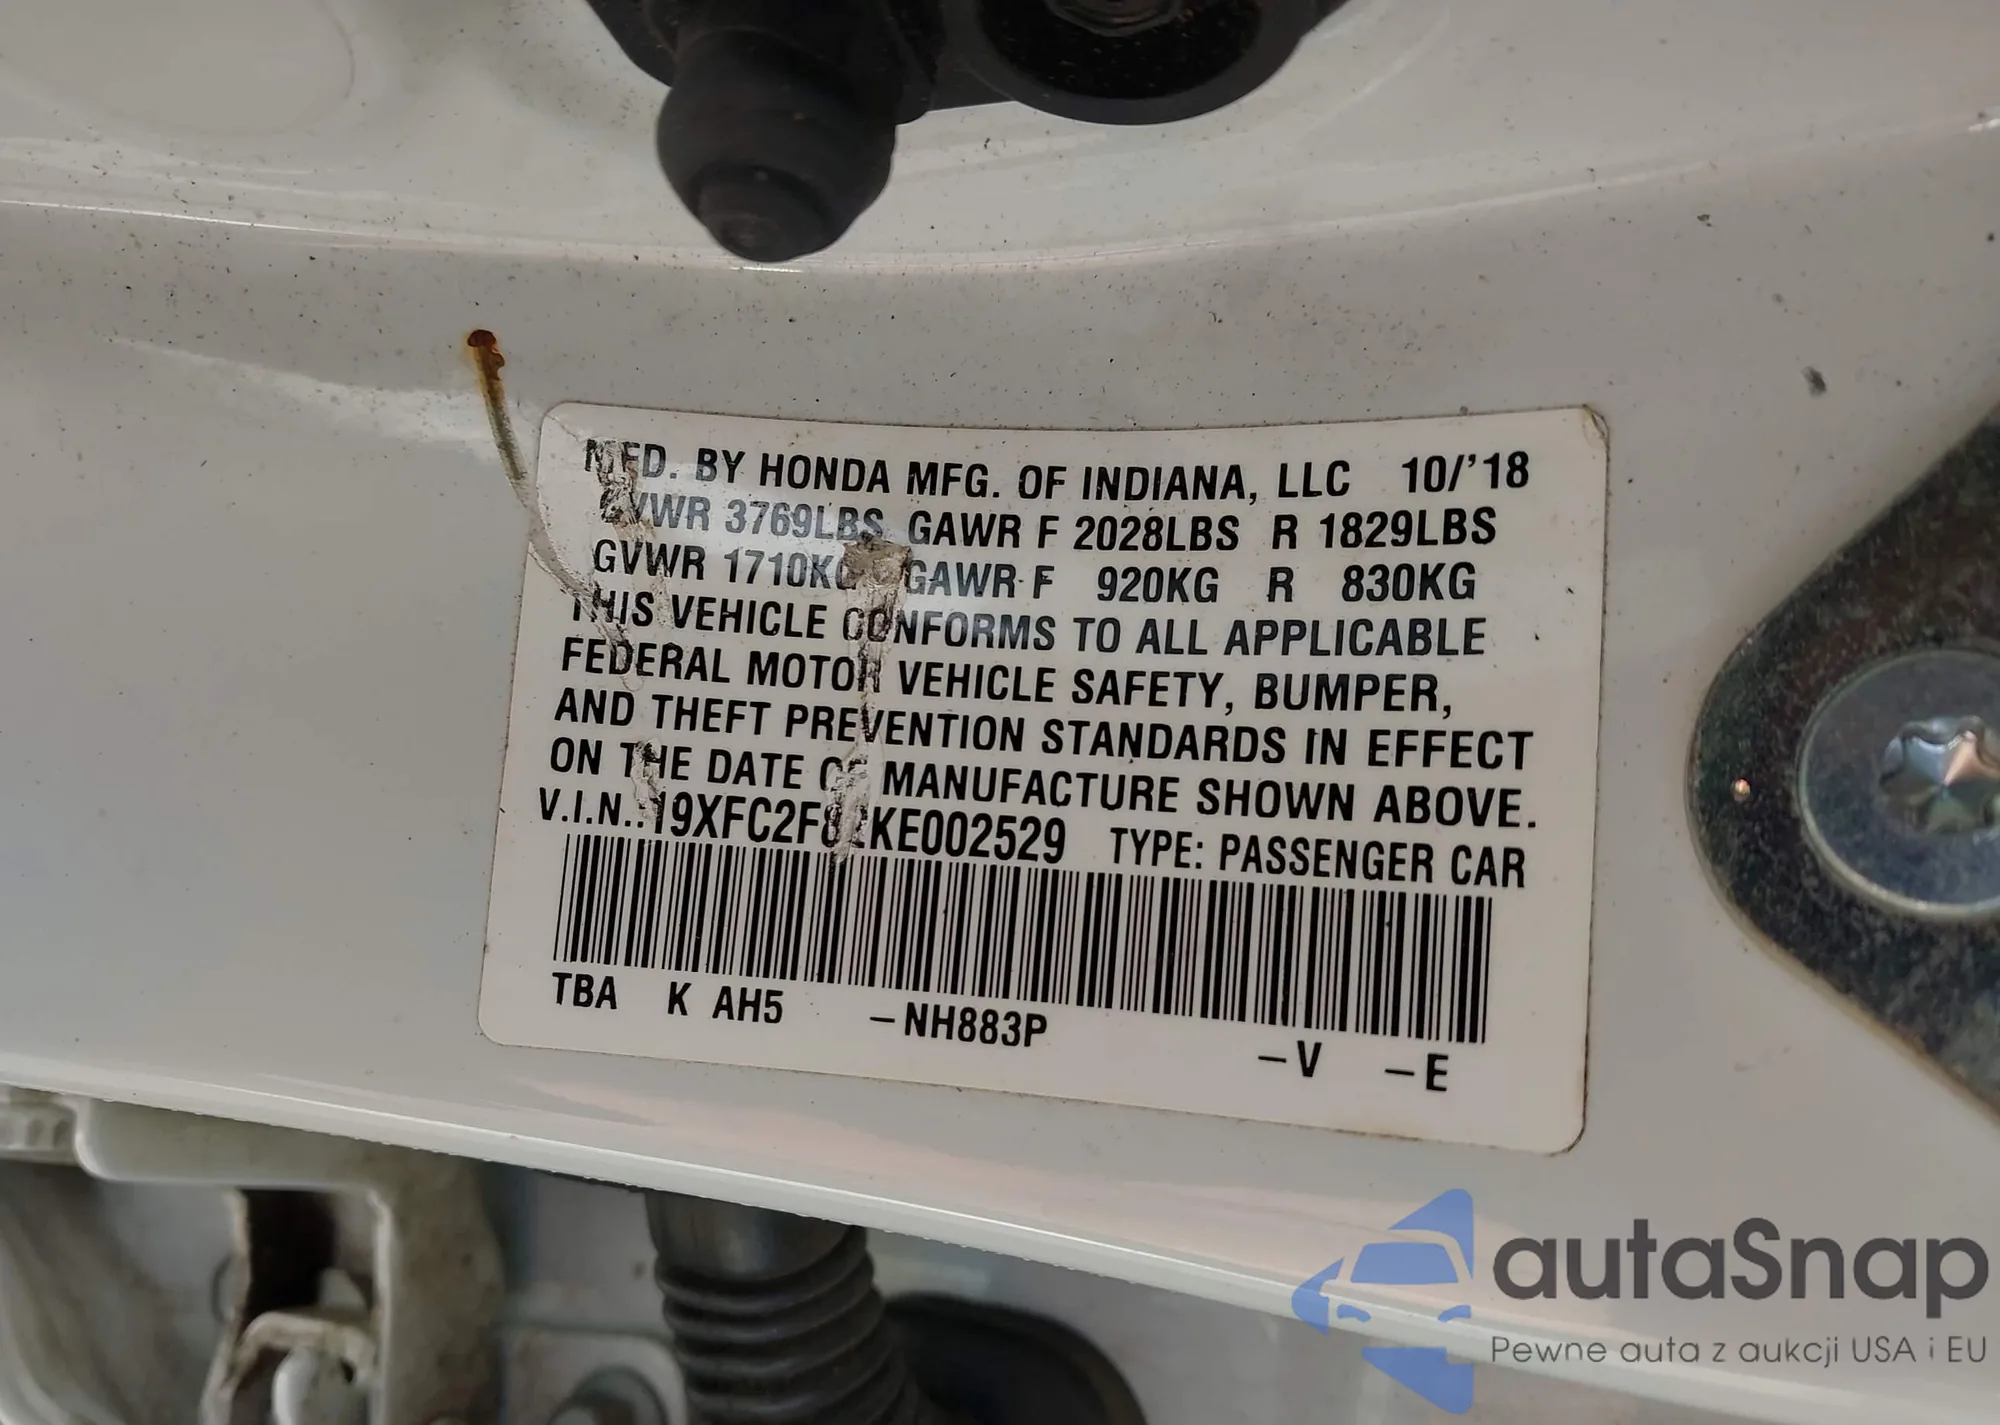 MFD. BY HONDA MFG. OF INDIANA, LLC 10/'18
GVWR 3769LBS GAWR F 2028LBS R 1829LBS
GVWR 1710KG GAWR F 920KG R 830KG
THIS VEHICLE CONFORMS TO ALL APPLICABLE
FEDERAL MOTOR VEHICLE SAFETY, BUMPER,
AND THEFT PREVENTION STANDARDS IN EFFECT
ON THE DATE OF MANUFACTURE SHOWN ABOVE.
V.I.N.: 19XFC2F82KE002529 TYPE: PASSENGER CAR
TBA K AH5 –NH883P –V –E
autaSnap
Pewne auta z aukcji USA i EU